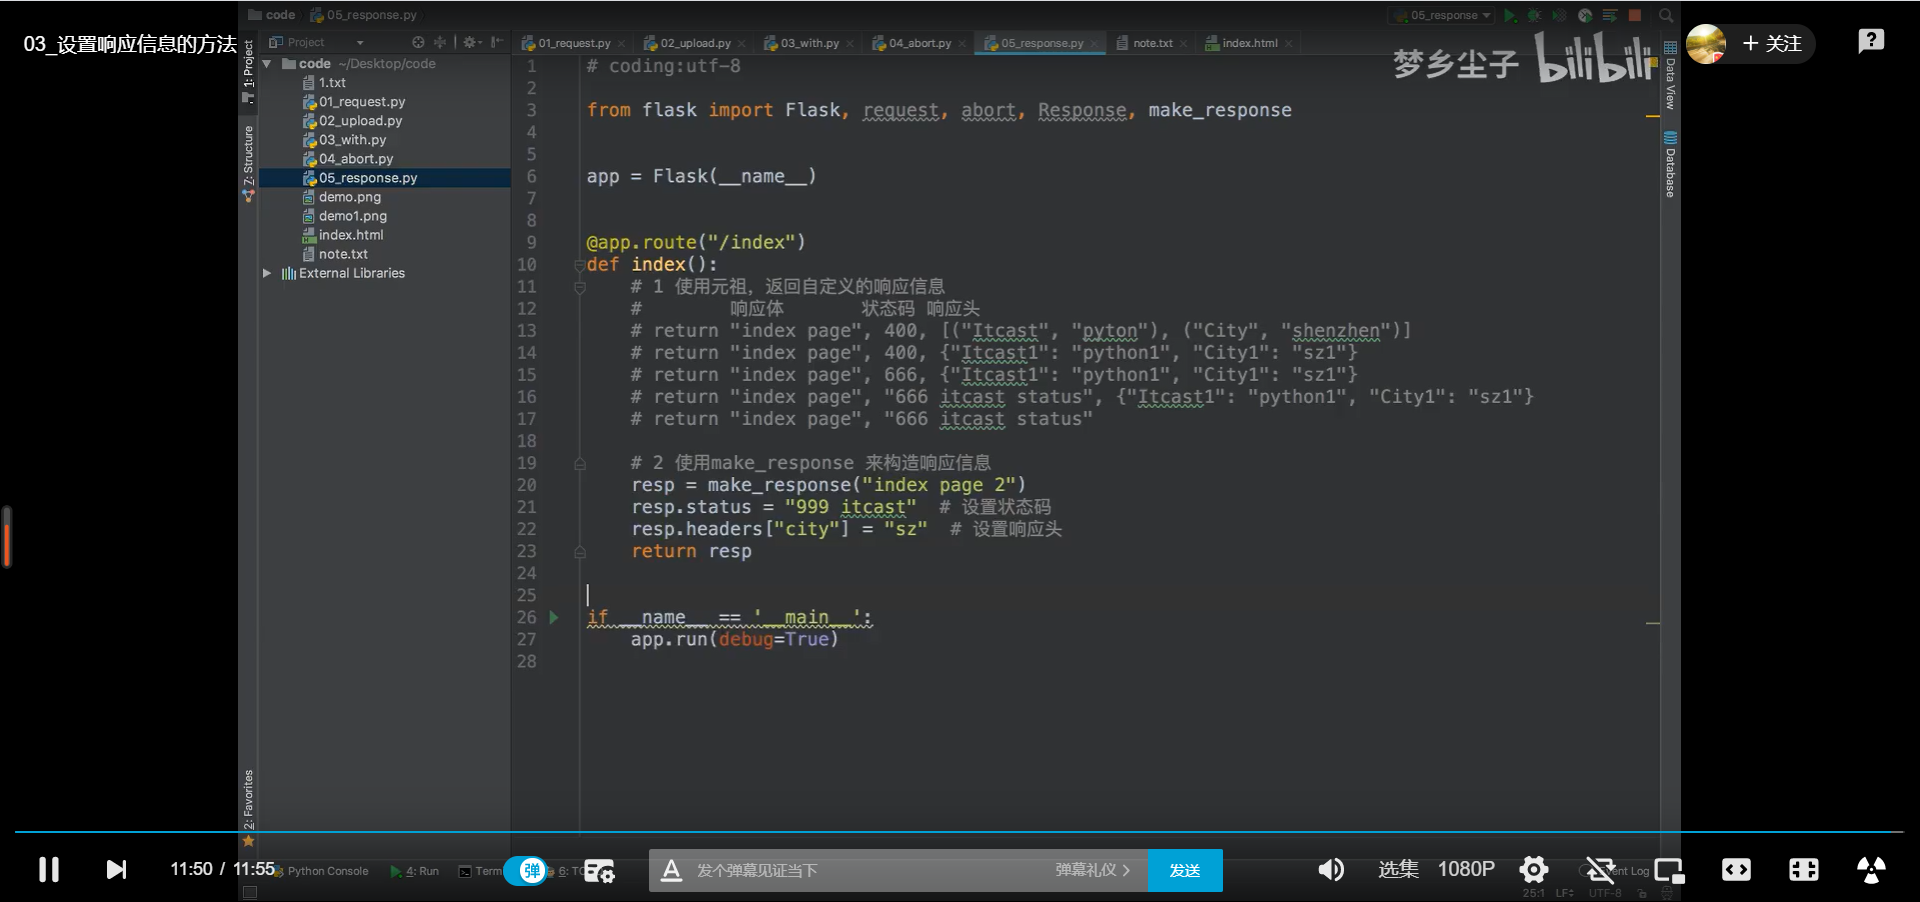 code 05_response.py
05_response
03_设置响应信息的方法
Project
01_request.py
02_upload.py
03_with.py
04_abort.py
05_response.py
note.txt
index.html
梦乡尘子 bilibili
+ 关注
1: Project
Z: Structure
2: Favorites
Data View
Database
code ~/Desktop/code
1.txt
01_request.py
02_upload.py
03_with.py
04_abort.py
05_response.py
demo.png
demo1.png
index.html
note.txt
External Libraries
1 # coding:utf-8
2
3 from flask import Flask, request, abort, Response, make_response
4
5
6 app = Flask(__name__)
7
8
9 @app.route("/index")
10 def index():
11 # 1 使用元祖，返回自定义的响应信息
12 # 响应体 状态码 响应头
13 # return "index page", 400, [("Itcast", "pyton"), ("City", "shenzhen")]
14 # return "index page", 400, {"Itcast1": "python1", "City1": "sz1"}
15 # return "index page", 666, {"Itcast1": "python1", "City1": "sz1"}
16 # return "index page", "666 itcast status", {"Itcast1": "python1", "City1": "sz1"}
17 # return "index page", "666 itcast status"
18
19 # 2 使用make_response 来构造响应信息
20 resp = make_response("index page 2")
21 resp.status = "999 itcast" # 设置状态码
22 resp.headers["city"] = "sz" # 设置响应头
23 return resp
24
25
26 if __name__ == '__main__':
27 app.run(debug=True)
28
11:50 / 11:55
Python Console
4: Run
Term
弹
6: TO
A 发个弹幕见证当下
弹幕礼仪 >
发送
选集
1080P
Event Log
25:1 LF UTF-8